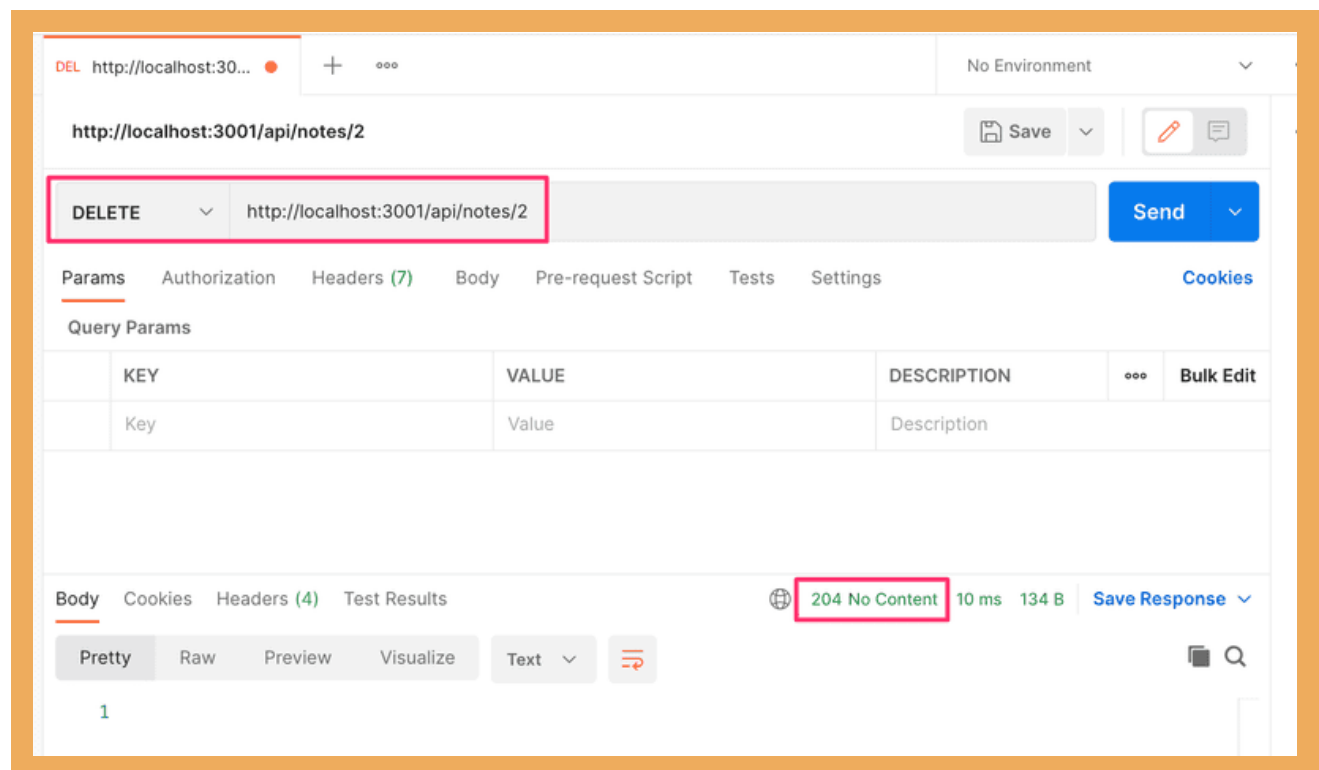 DEL http://localhost:30... No Environment
http://localhost:3001/api/notes/2 Save
DELETE http://localhost:3001/api/notes/2 Send
Params Authorization Headers (7) Body Pre-request Script Tests Settings Cookies
Query Params
KEY VALUE DESCRIPTION Bulk Edit
Key Value Description
Body Cookies Headers (4) Test Results 204 No Content 10 ms 134 B Save Response
Pretty Raw Preview Visualize Text
1